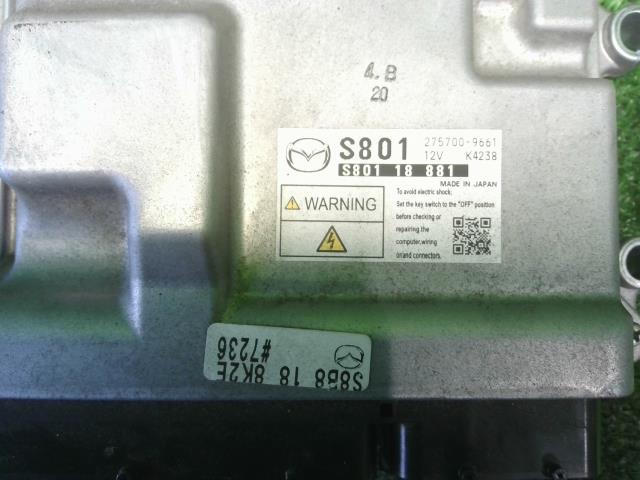 4.B
20
S801
275700-9661
12V K4238
S801 18 881
MADE IN JAPAN
WARNING
To avoid electric shock;
Set the key switch to the "OFF" position
before checking or
repairing.the
computer,wiring
or/and connectors.
S8B8 18 8K2E
#7236